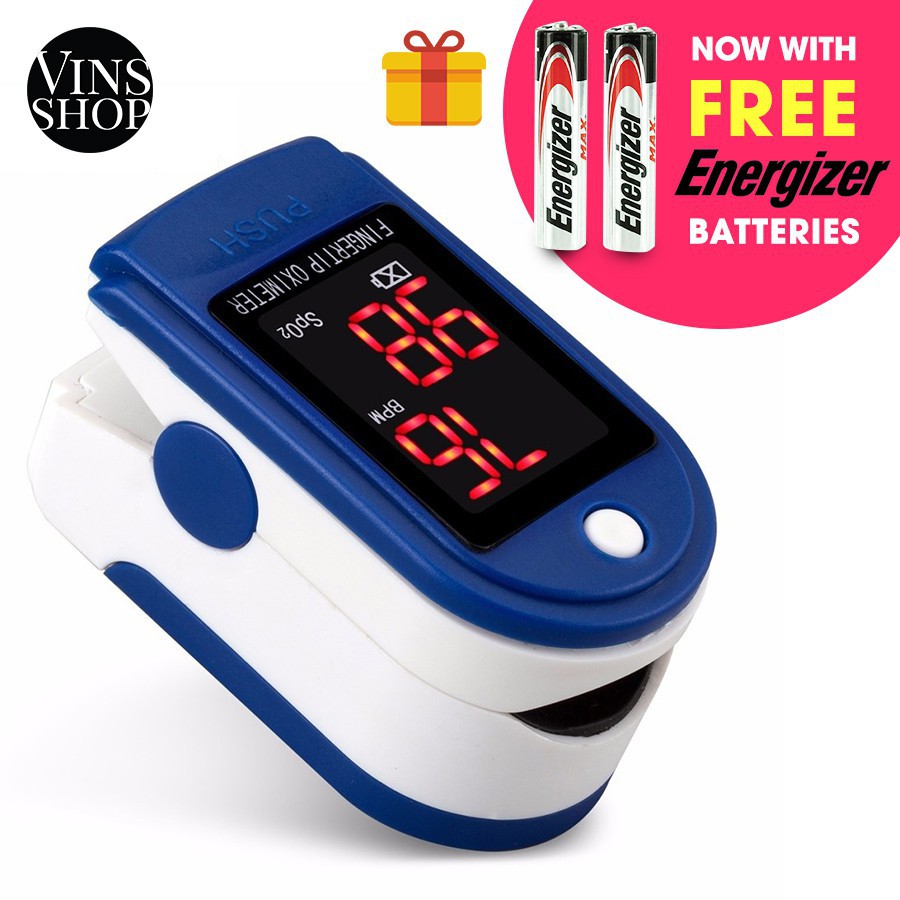 VINS
SHOP
NOW WITH
FREE
Energizer
BATTERIES
Energizer
MAX.
Energizer
MAX.
PUSH
FINGERTIP OXIMETER
SpO2
98
BPM
76